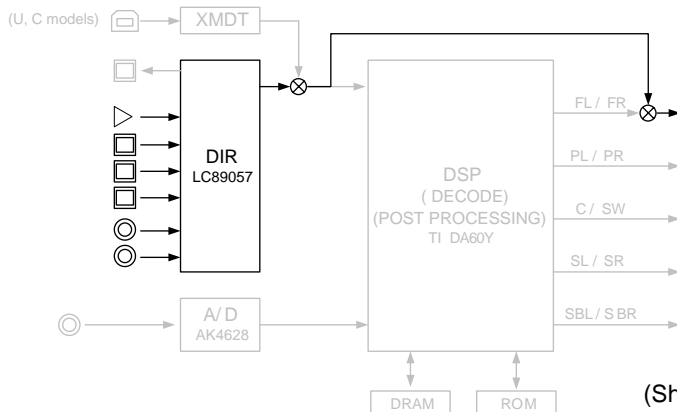 (U, C models)
XMDT
DIR
LC89057
FL / FR
PL / PR
DSP
( DECODE)
(POST PROCESSING)
TI DA60Y
C / SW
SL / SR
A/D
AK4628
SBL / SBR
DRAM
ROM
(Sh